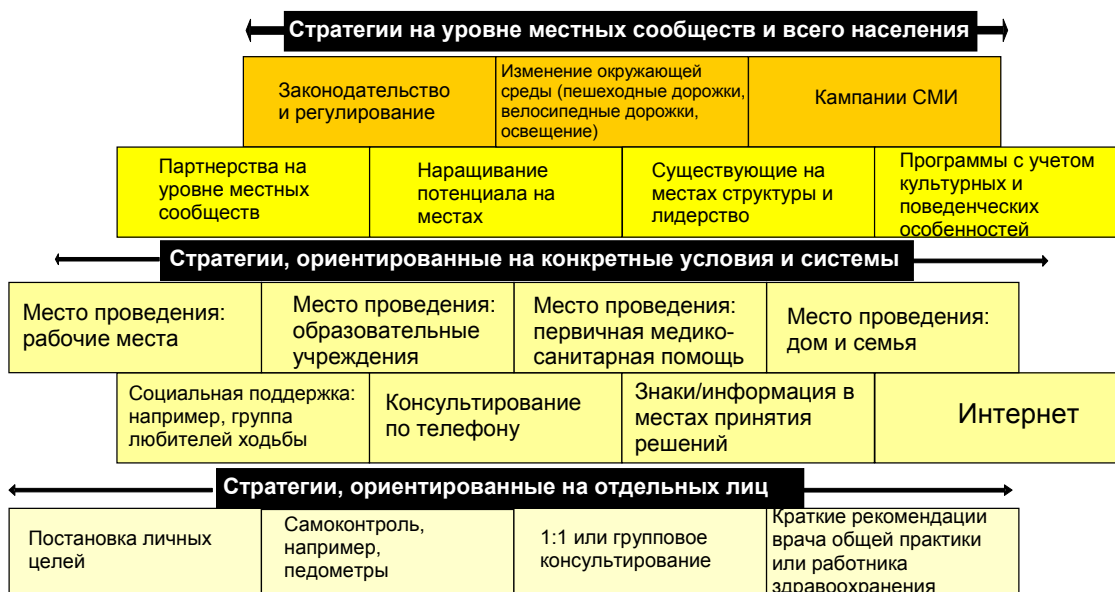 Стратегии на уровне местных сообществ и всего населения
Законодательство
и регулирование
Изменение окружающей
среды (пешеходные дорожки,
велосипедные дорожки,
освещение)
Кампании СМИ
Партнерства на
уровне местных
сообществ
Наращивание
потенциала на
местах
Существующие на
местах структуры и
лидерство
Программы с учетом
культурных и
поведенческих
особенностей
Стратегии, ориентированные на конкретные условия и системы
Место проведения:
рабочие места
Место проведения:
образовательные
учреждения
Место проведения:
первичная медико-
санитарная помощь
Место проведения:
дом и семья
Социальная поддержка:
например, группа
любителей ходьбы
Консультирование
по телефону
Знаки/информация в
местах принятия
решений
Интернет
Стратегии, ориентированные на отдельных лиц
Постановка личных
целей
Самоконтроль,
например,
педометры
1:1 или групповое
консультирование
Краткие рекомендации
врача общей практики
или работника
здравоохранения